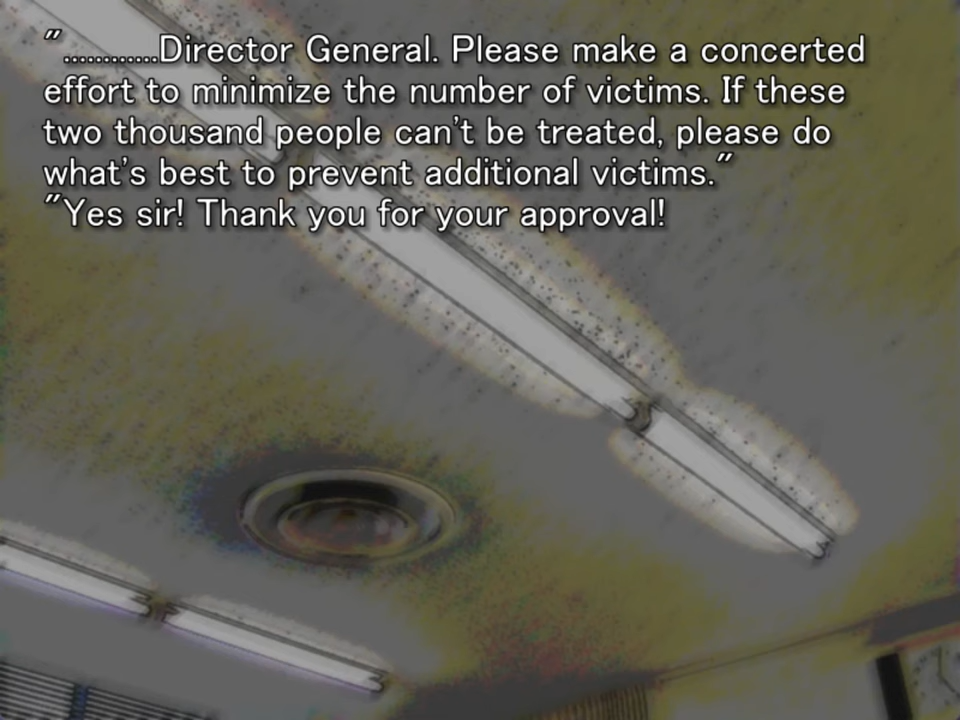 "............Director General. Please make a concerted
effort to minimize the number of victims. If these
two thousand people can't be treated, please do
what's best to prevent additional victims."
"Yes sir! Thank you for your approval!